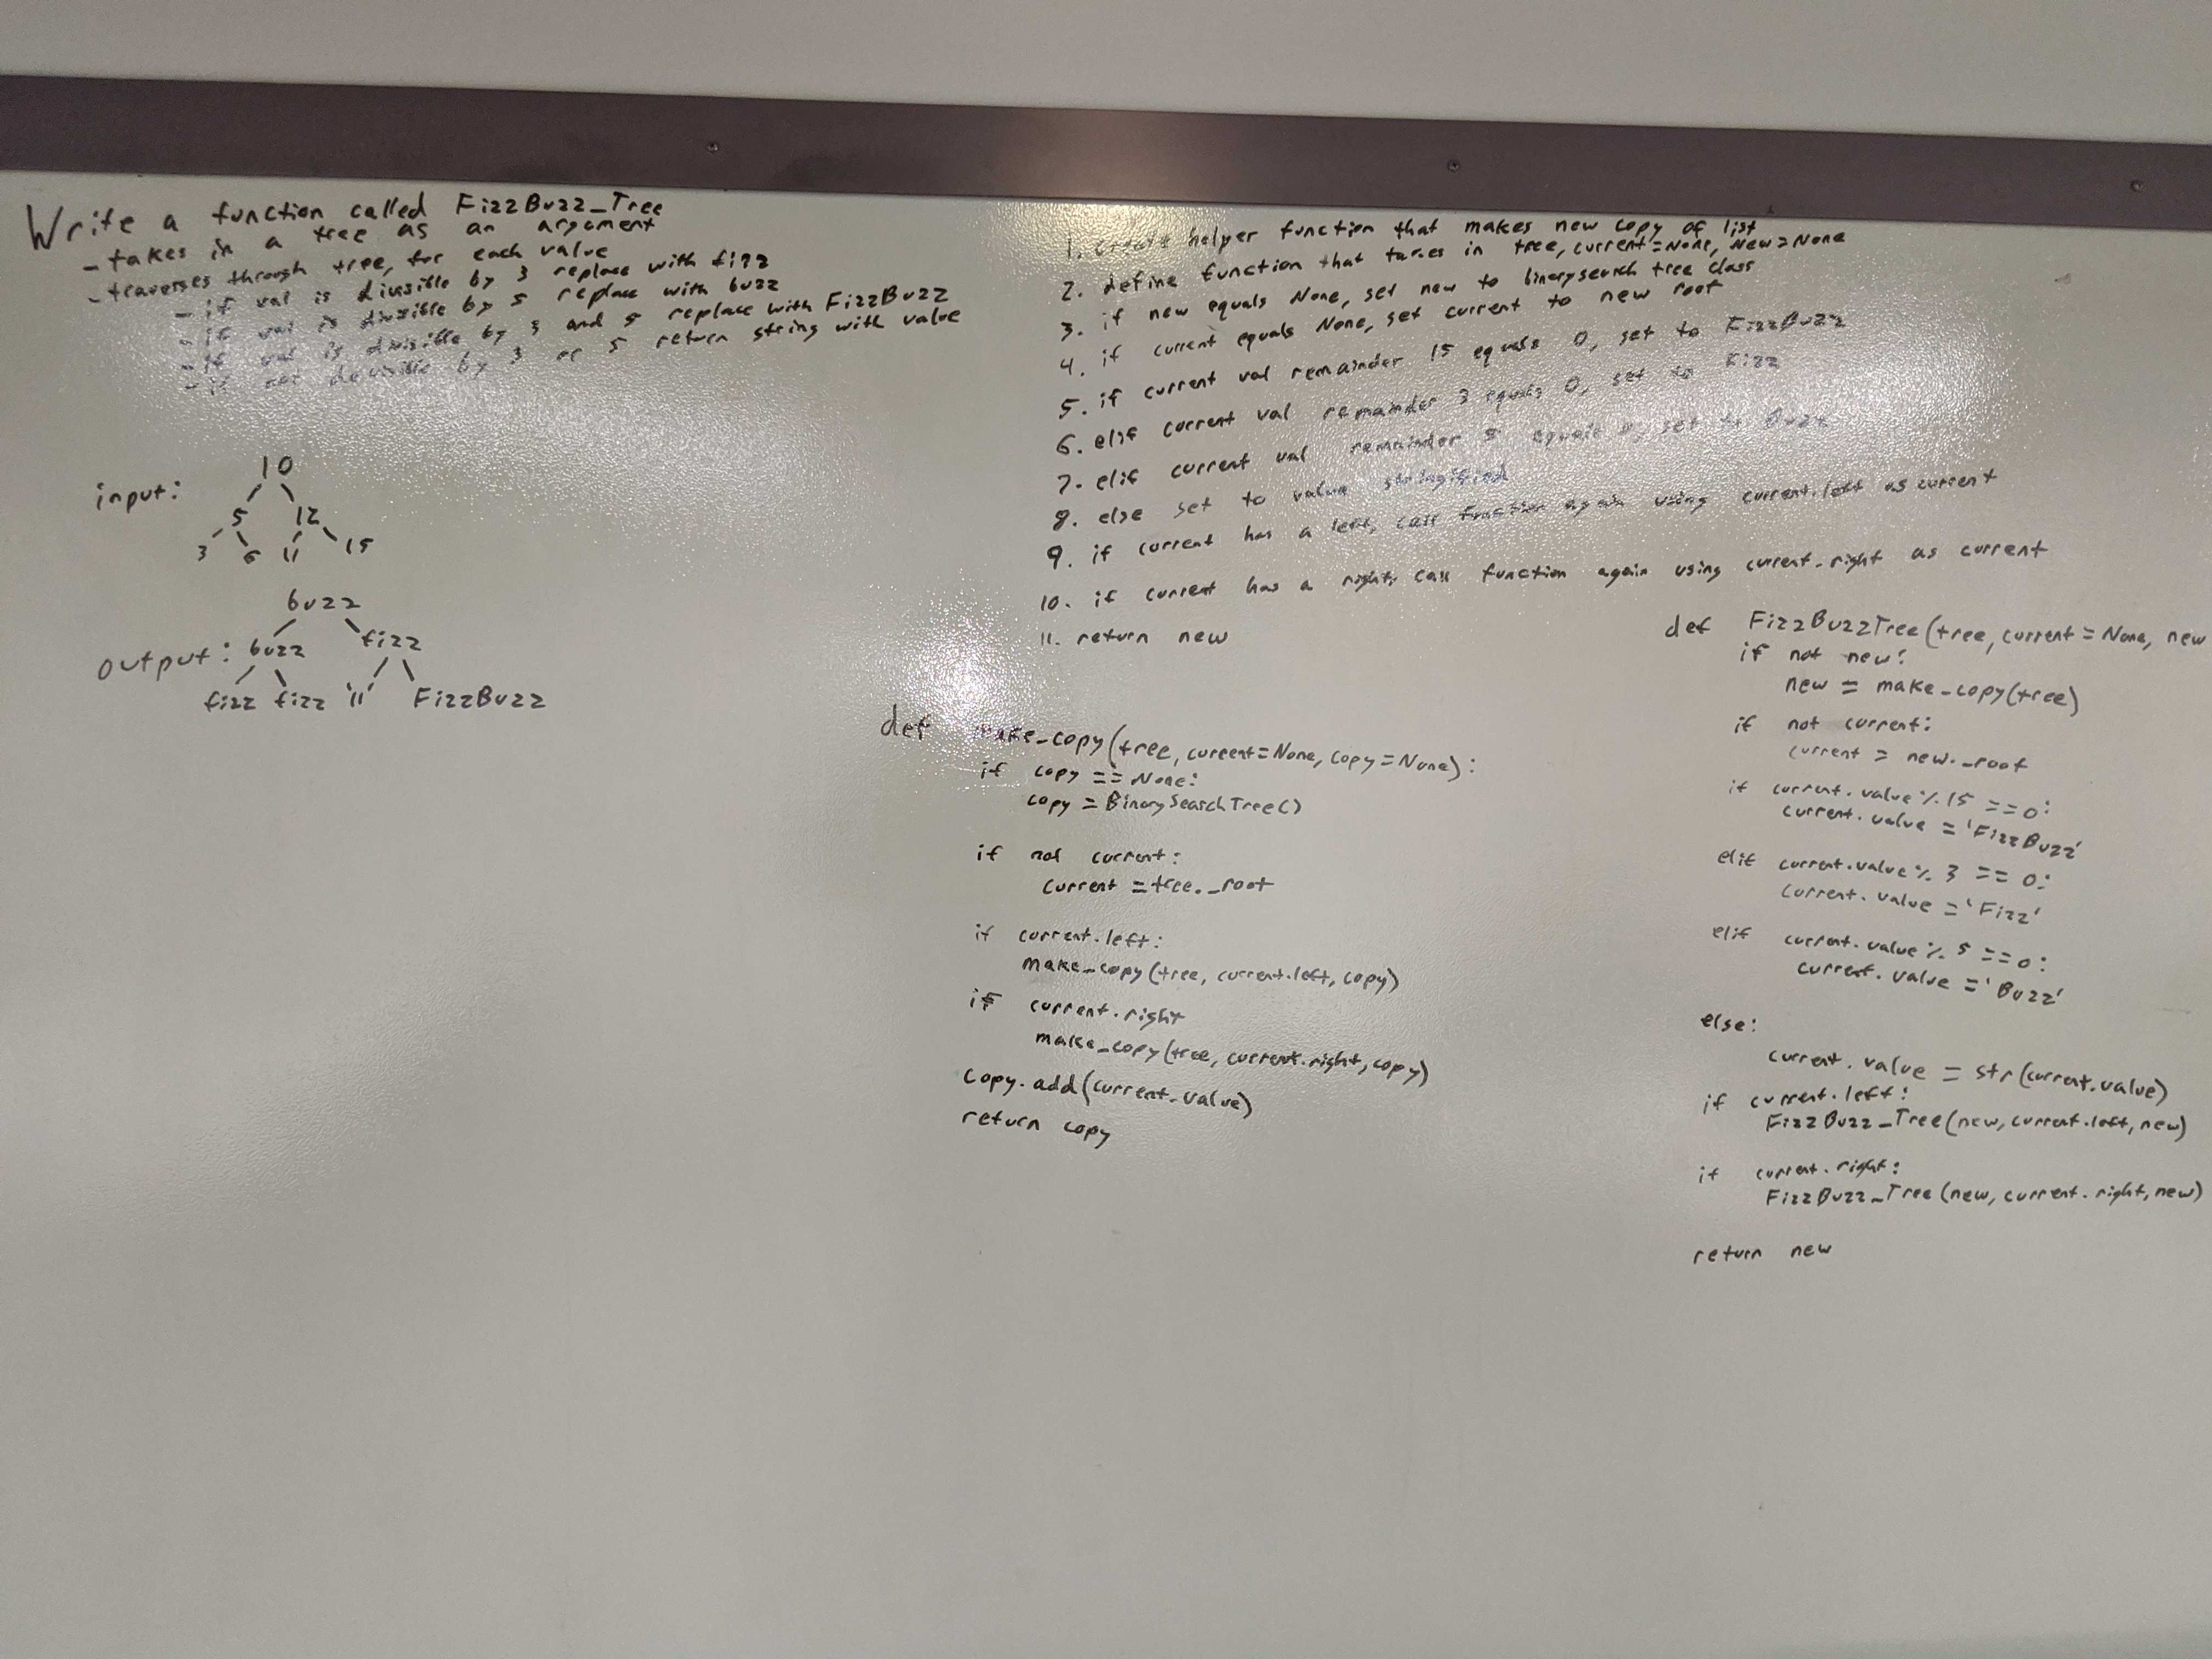 Write a function called FizzBuzz_Tree
- takes in a tree as an argument
- traverses through tree, for each value
- if val is divisible by 3 replace with fizz
- if val is divisible by 5 replace with buzz
- if val is divisible by 3 and 5 replace with FizzBuzz
- if not devisible by 3 or 5 return string with value
input:
10
5 12
3 6 11 15
output:
buzz
buzz fizz
fizz fizz '11' FizzBuzz
1. create helper function that makes new copy of list
2. define function that takes in tree, current=None, New=None
3. if new equals None, set new to binarysearch tree class
4. if current equals None, set current to new root
5. if current val remainder 15 equals 0, set to FizzBuzz
6. elif current val remainder 3 equals 0, set to Fizz
7. elif current val remainder 5 equals 0, set to Buzz
8. else set to value stringified
9. if current has a left, call function again using current.left as current
10. if current has a right, call function again using current.right as current
11. return new
def make_copy(tree, current=None, copy=None):
if copy == None:
copy = BinarySearchTree()
if not current:
current = tree._root
if current.left:
make_copy(tree, current.left, copy)
if current.right
make_copy(tree, current.right, copy)
copy.add(current.value)
return copy
def FizzBuzzTree(tree, current=None, new
if not new:
new = make_copy(tree)
if not current:
current = new._root
if current.value % 15 == 0:
current.value = 'FizzBuzz'
elif current.value % 3 == 0:
current.value = 'Fizz'
elif current.value % 5 == 0:
current.value = 'Buzz'
else:
current.value = str(current.value)
if current.left:
FizzBuzz_Tree(new, current.left, new)
if current.right:
FizzBuzz_Tree(new, current.right, new)
return new